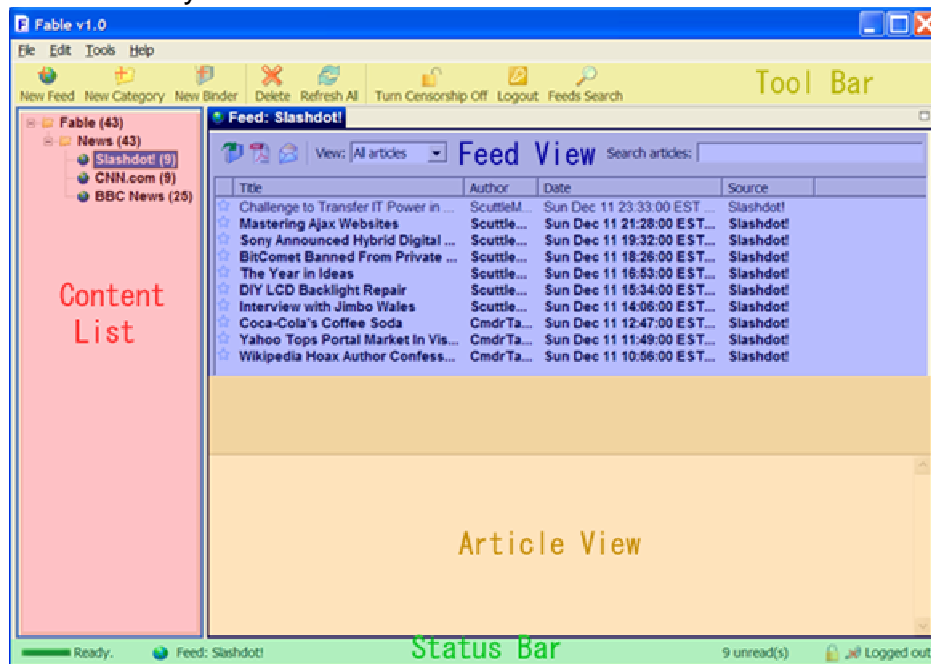 Fable v1.0
File Edit Tools Help
New Feed New Category New Binder Delete Refresh All Turn Censorship Off Logout Feeds Search
Tool Bar
Fable (43)
News (43)
Slashdot! (9)
CNN.com (9)
BBC News (25)
Content
List
Feed: Slashdot!
View: All articles Feed View Search articles:
Title Author Date Source
Challenge to Transfer IT Power in ... ScuttleM... Sun Dec 11 23:33:00 EST ... Slashdot!
Mastering Ajax Websites Scuttle... Sun Dec 11 21:28:00 EST... Slashdot!
Sony Announced Hybrid Digital ... Scuttle... Sun Dec 11 19:32:00 EST... Slashdot!
BitComet Banned From Private ... Scuttle... Sun Dec 11 18:26:00 EST... Slashdot!
The Year in Ideas Scuttle... Sun Dec 11 16:53:00 EST... Slashdot!
DIY LCD Backlight Repair Scuttle... Sun Dec 11 15:34:00 EST... Slashdot!
Interview with Jimbo Wales Scuttle... Sun Dec 11 14:06:00 EST... Slashdot!
Coca-Cola's Coffee Soda CmdrTa... Sun Dec 11 12:47:00 EST... Slashdot!
Yahoo Tops Portal Market In Vis... CmdrTa... Sun Dec 11 11:49:00 EST... Slashdot!
Wikipedia Hoax Author Confess... CmdrTa... Sun Dec 11 10:56:00 EST... Slashdot!
Article View
Ready. Feed: Slashdot! Status Bar 9 unread(s) Logged out